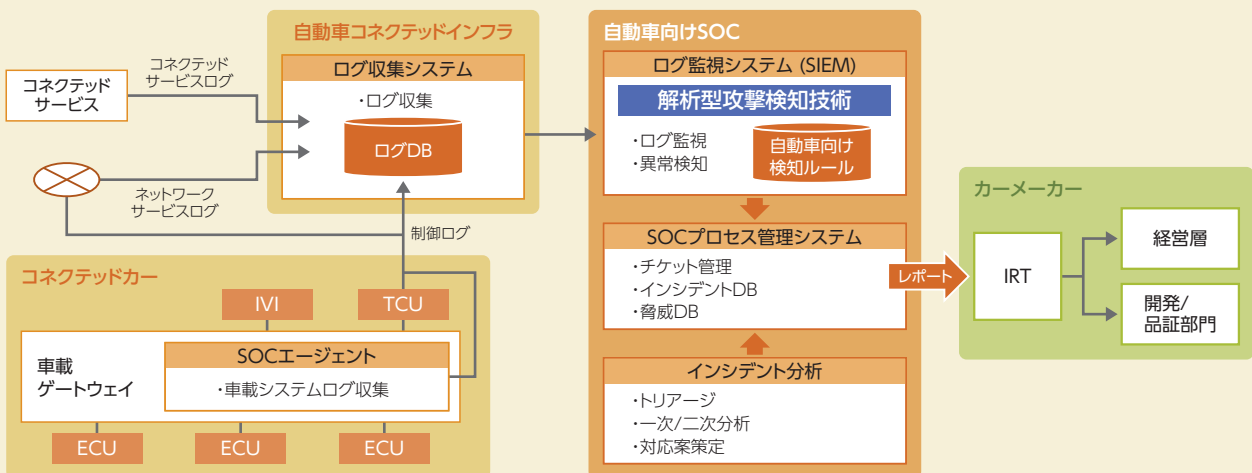 自動車コネクテッドインフラ
ログ収集システム
・ログ収集
ログDB
コネクテッド
サービスログ
コネクテッド
サービス
ネットワーク
サービスログ
制御ログ
コネクテッドカー
IVI
TCU
車載
ゲートウェイ
SOCエージェント
・車載システムログ収集
ECU
ECU
ECU
自動車向けSOC
ログ監視システム (SIEM)
解析型攻撃検知技術
・ログ監視
・異常検知
自動車向け
検知ルール
SOCプロセス管理システム
・チケット管理
・インシデントDB
・脅威DB
インシデント分析
・トリアージ
・一次/二次分析
・対応案策定
レポート
カーメーカー
IRT
経営層
開発/
品証部門